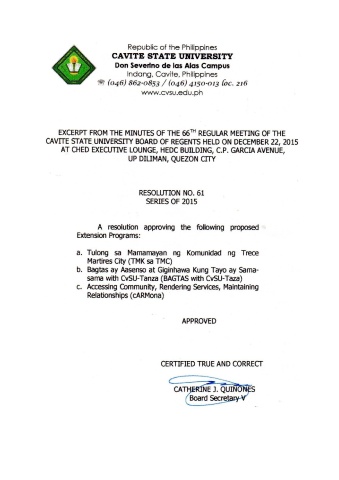 Republic of the Philippines
CAVITE STATE UNIVERSITY
Don Severino de las Alas Campus
Indang, Cavite, Philippines
☎ (046) 862-0853 / (046) 4150-013 loc. 216
www.cvsu.edu.ph
EXCERPT FROM THE MINUTES OF THE 66TH REGULAR MEETING OF THE
CAVITE STATE UNIVERSITY BOARD OF REGENTS HELD ON DECEMBER 22, 2015
AT CHED EXECUTIVE LOUNGE, HEDC BUILDING, C.P. GARCIA AVENUE,
UP DILIMAN, QUEZON CITY
RESOLUTION NO. 61
SERIES OF 2015
A resolution approving the following proposed
Extension Programs:
a. Tulong sa Mamamayan ng Komunidad ng Trece
Martires City (TMK sa TMC)
b. Bagtas ay Aasenso at Giginhawa Kung Tayo ay Sama-
sama with CvSU-Tanza (BAGTAS with CvSU-Taza)
c. Accessing Community, Rendering Services, Maintaining
Relationships (cARMona)
APPROVED
CERTIFIED TRUE AND CORRECT
CATHERINE J. QUIÑONES
Board Secretary V